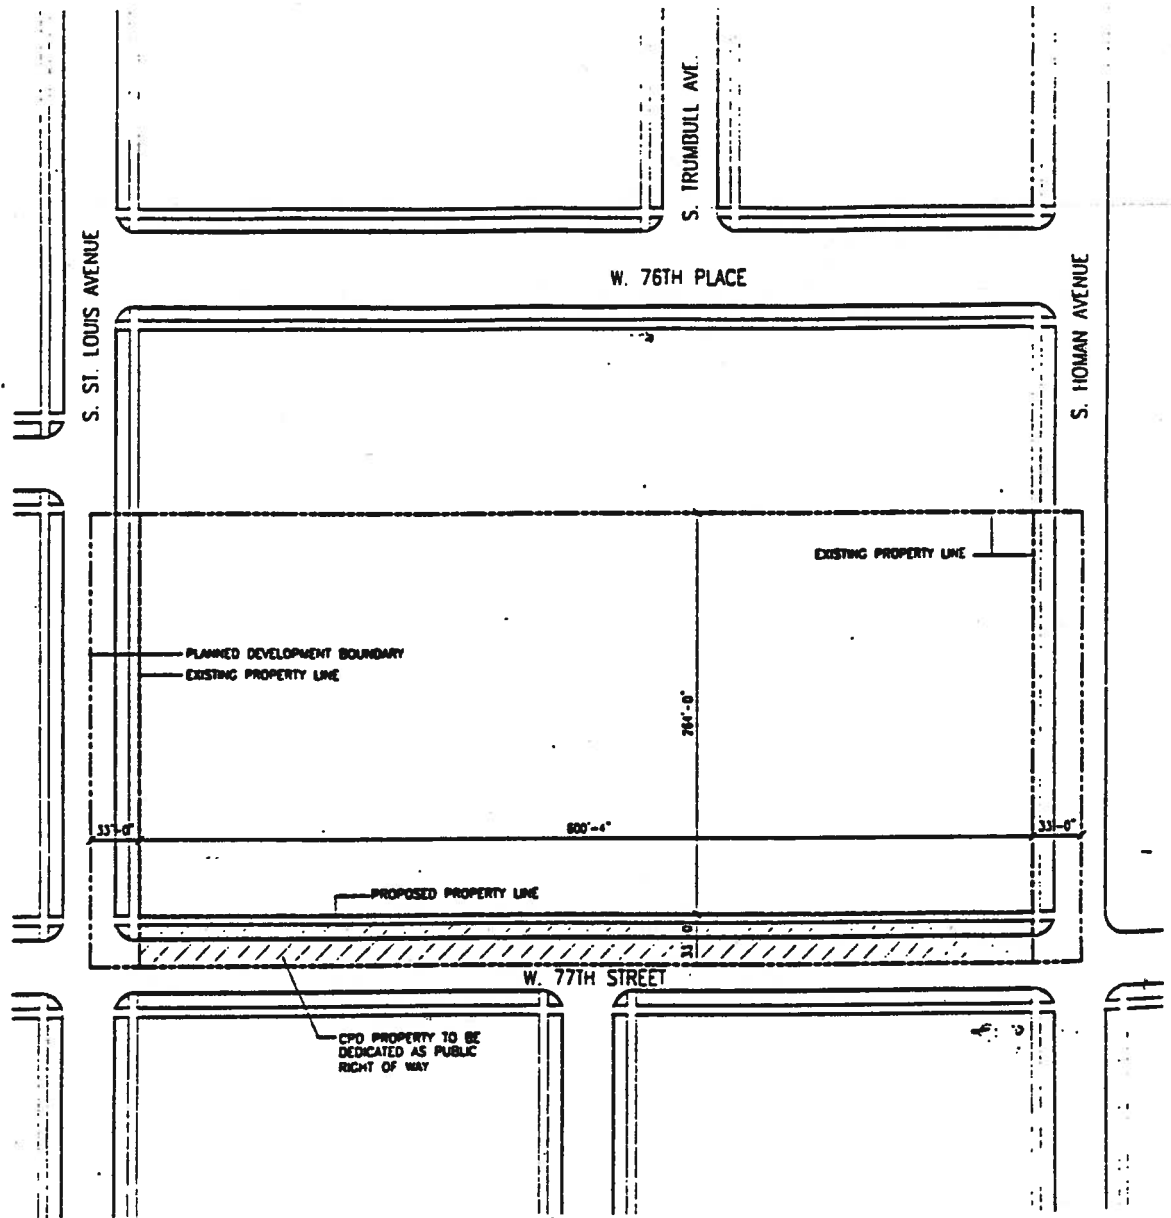 S. TRUMBULL AVE.
S. ST. LOUIS AVENUE
W. 76TH PLACE
S. HOMAN AVENUE
EXISTING PROPERTY LINE
PLANNED DEVELOPMENT BOUNDARY
EXISTING PROPERTY LINE
264'-0"
33'-0"
600'-4"
33'-0"
PROPOSED PROPERTY LINE
33' 0"
W. 77TH STREET
CPD PROPERTY TO BE
DEDICATED AS PUBLIC
RIGHT OF WAY